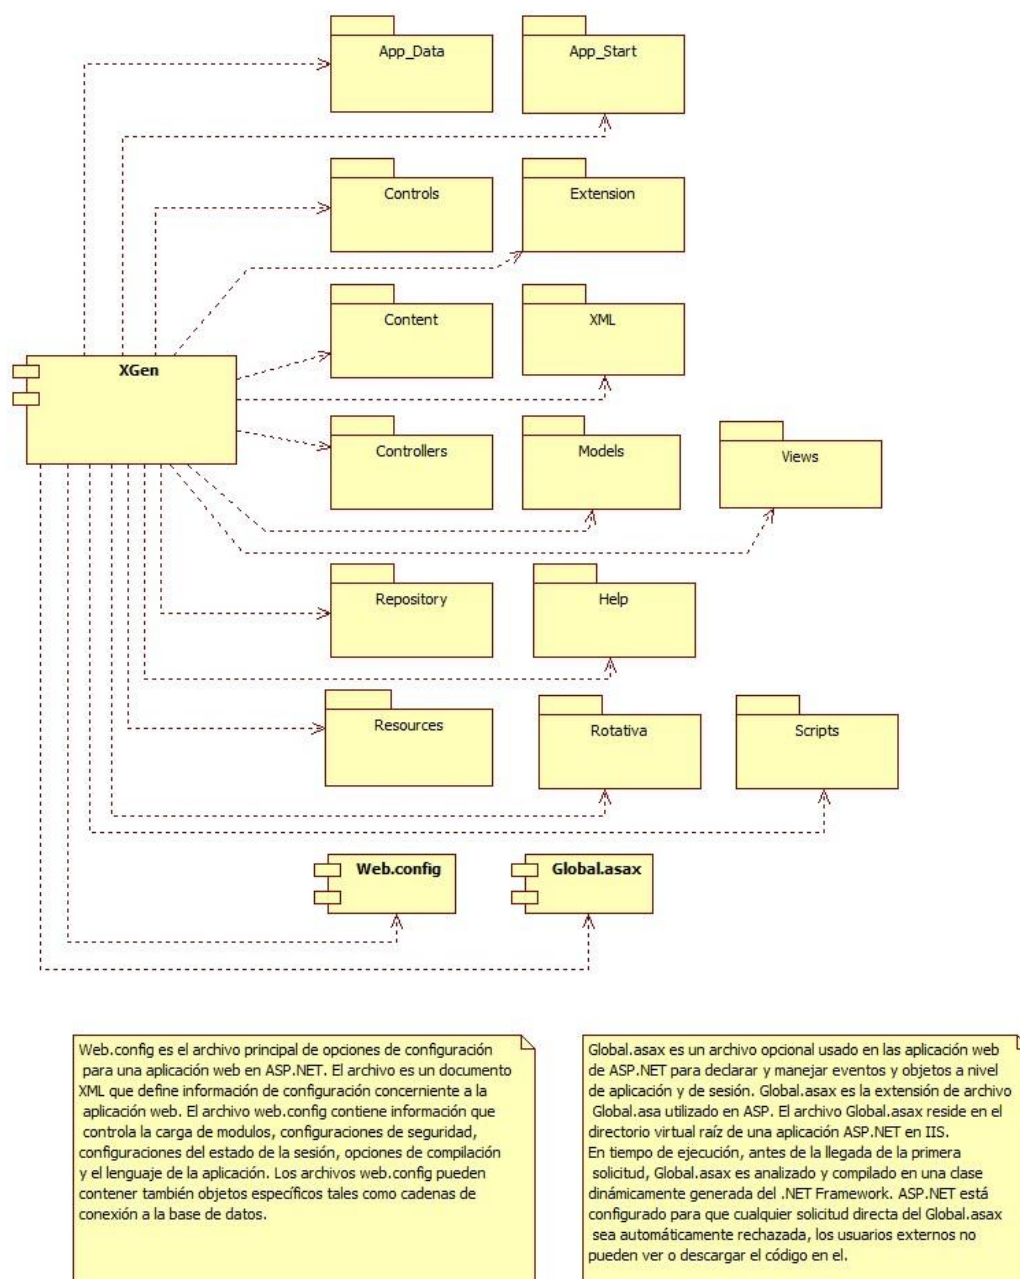 App_Data
App_Start
Controls
Extension
Content
XML
XGen
Controllers
Models
Views
Repository
Help
Resources
Rotativa
Scripts
Web.config
Global.asax
Web.config es el archivo principal de opciones de configuración
para una aplicación web en ASP.NET. El archivo es un documento
XML que define información de configuración concerniente a la
aplicación web. El archivo web.config contiene información que
controla la carga de modulos, configuraciones de seguridad,
configuraciones del estado de la sesión, opciones de compilación
y el lenguaje de la aplicación. Los archivos web.config pueden
contener también objetos específicos tales como cadenas de
conexión a la base de datos.
Global.asax es un archivo opcional usado en las aplicación web
de ASP.NET para declarar y manejar eventos y objetos a nivel
de aplicación y de sesión. Global.asax es la extensión de archivo
Global.asa utilizado en ASP. El archivo Global.asax reside en el
directorio virtual raíz de una aplicación ASP.NET en IIS.
En tiempo de ejecución, antes de la llegada de la primera
solicitud, Global.asax es analizado y compilado en una clase
dinámicamente generada del .NET Framework. ASP.NET está
configurado para que cualquier solicitud directa del Global.asax
sea automáticamente rechazada, los usuarios externos no
pueden ver o descargar el código en el.